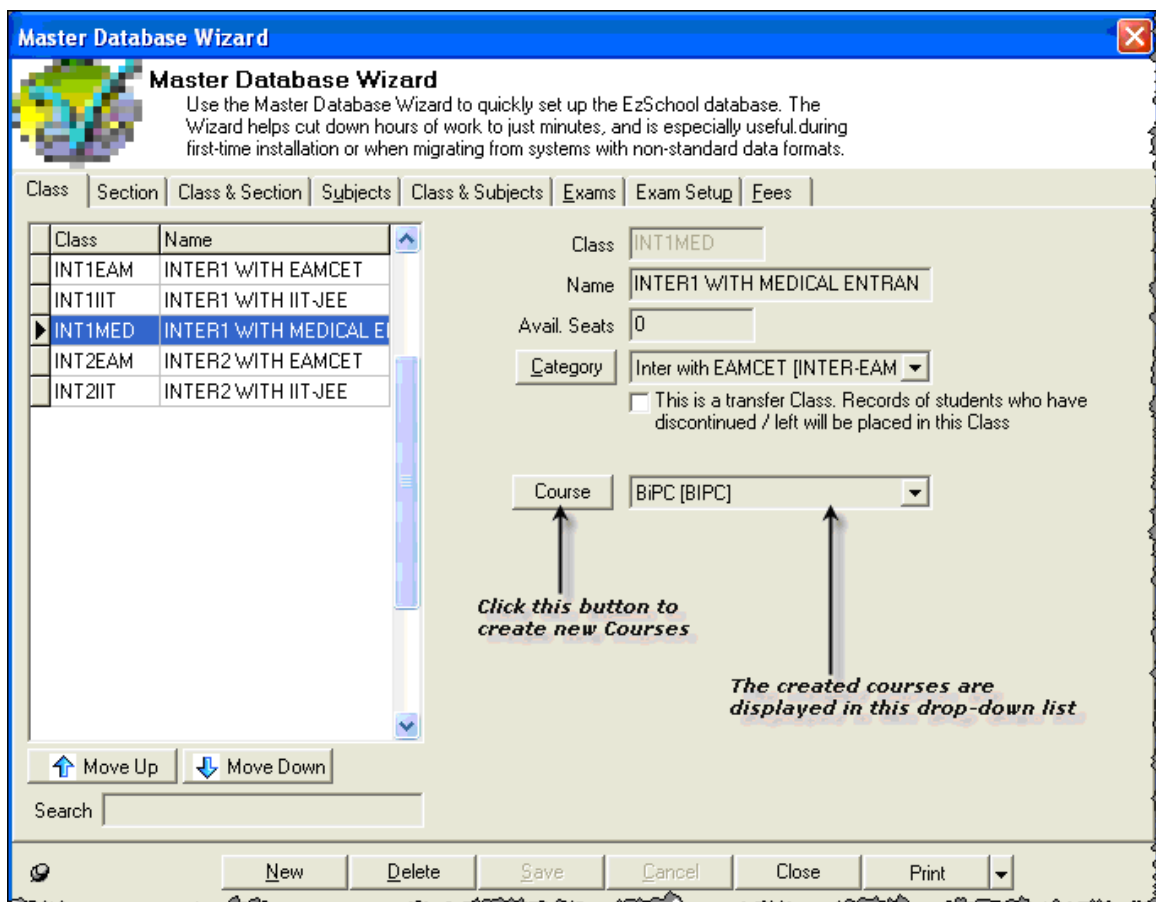 Master Database Wizard
Master Database Wizard
Use the Master Database Wizard to quickly set up the EzSchool database. The
Wizard helps cut down hours of work to just minutes, and is especially useful.during
first-time installation or when migrating from systems with non-standard data formats.
Class Section Class & Section Subjects Class & Subjects Exams Exam Setup Fees
Class Name
INT1EAM INTER1 WITH EAMCET
INT1IIT INTER1 WITH IIT-JEE
INT1MED INTER1 WITH MEDICAL EI
INT2EAM INTER2 WITH EAMCET
INT2IIT INTER2 WITH IIT-JEE
Class INT1MED
Name INTER1 WITH MEDICAL ENTRAN
Avail. Seats 0
Category Inter with EAMCET [INTER-EAM
This is a transfer Class. Records of students who have
discontinued / left will be placed in this Class
Course BiPC [BIPC]
Click this button to
create new Courses
The created courses are
displayed in this drop-down list
Move Up Move Down
Search
New Delete Save Cancel Close Print